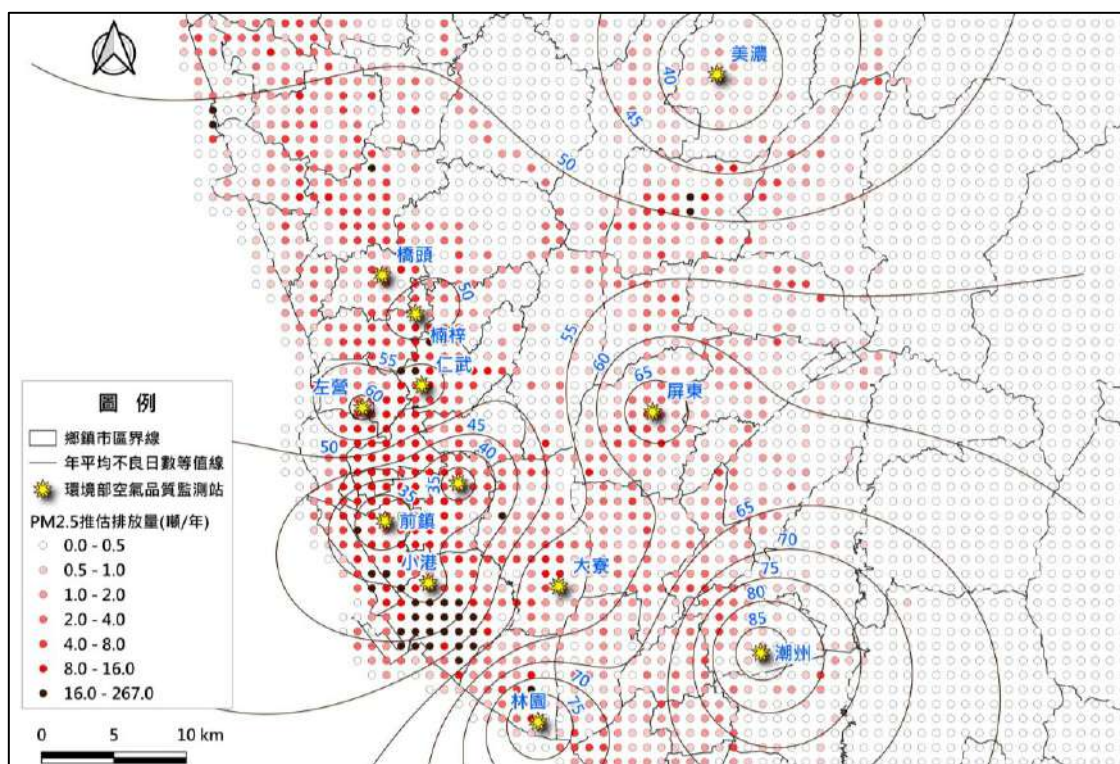 美濃
40
45
50
橋頭
50
楠梓
55
仁武
左營
60
55
60
65
屏東
50
45
40
35
35
前鎮
小港
大寮
65
70
75
80
85
潮州
70
75
林園
圖 例
鄉鎮市區界線
年平均不良日數等值線
環境部空氣品質監測站
PM2.5推估排放量(噸/年)
0.0 - 0.5
0.5 - 1.0
1.0 - 2.0
2.0 - 4.0
4.0 - 8.0
8.0 - 16.0
16.0 - 267.0
0 5 10 km